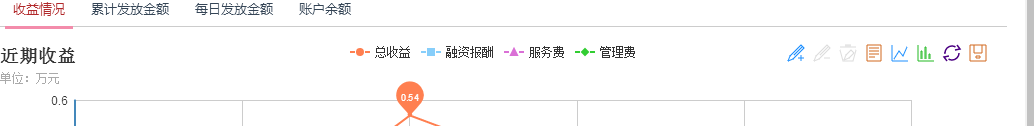 收益情况 累计发放金额 每日发放金额 账户余额
近期收益 总收益 融资报酬 服务费 管理费
单位：万元
0.6 0.54